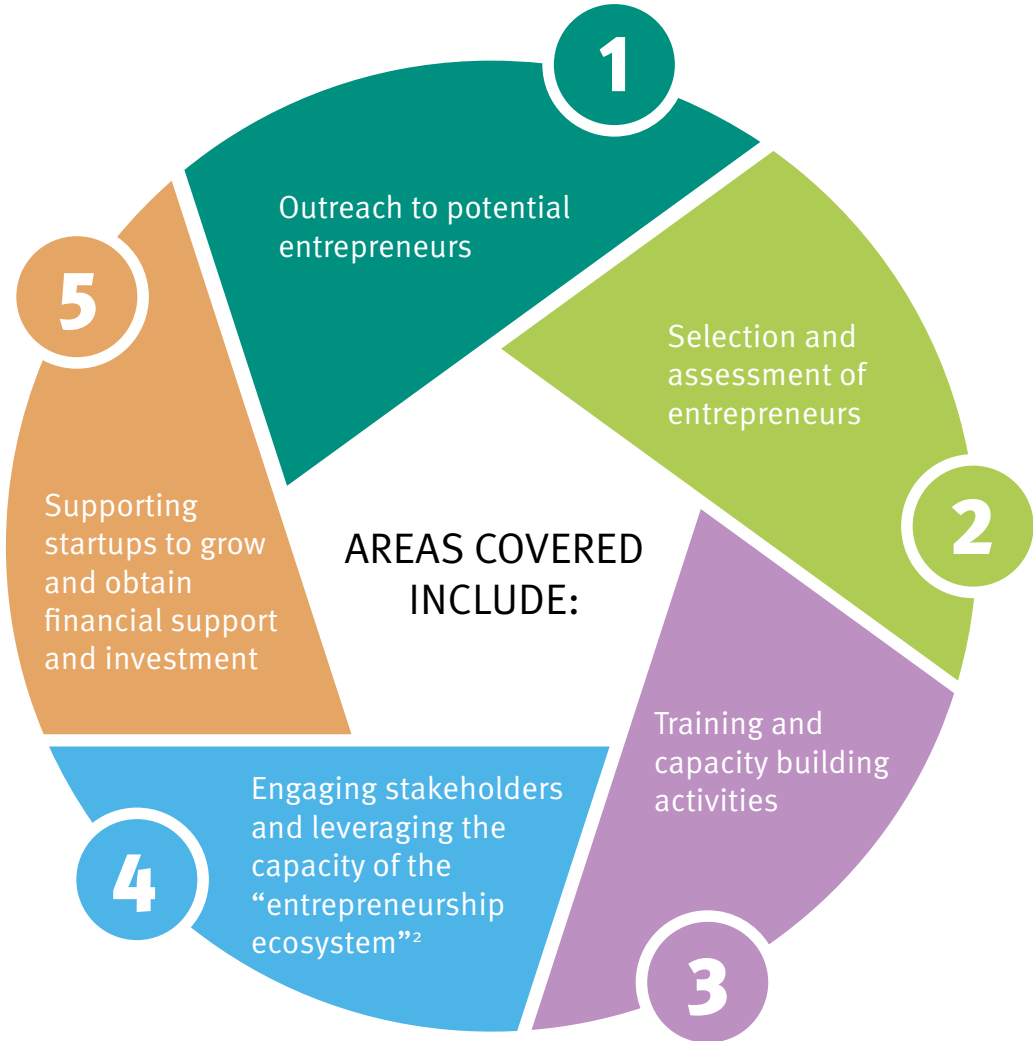 1
Outreach to potential
entrepreneurs
2
Selection and
assessment of
entrepreneurs
3
Training and
capacity building
activities
4
Engaging stakeholders
and leveraging the
capacity of the
“entrepreneurship
ecosystem”²
5
Supporting
startups to grow
and obtain
financial support
and investment
AREAS COVERED
INCLUDE: